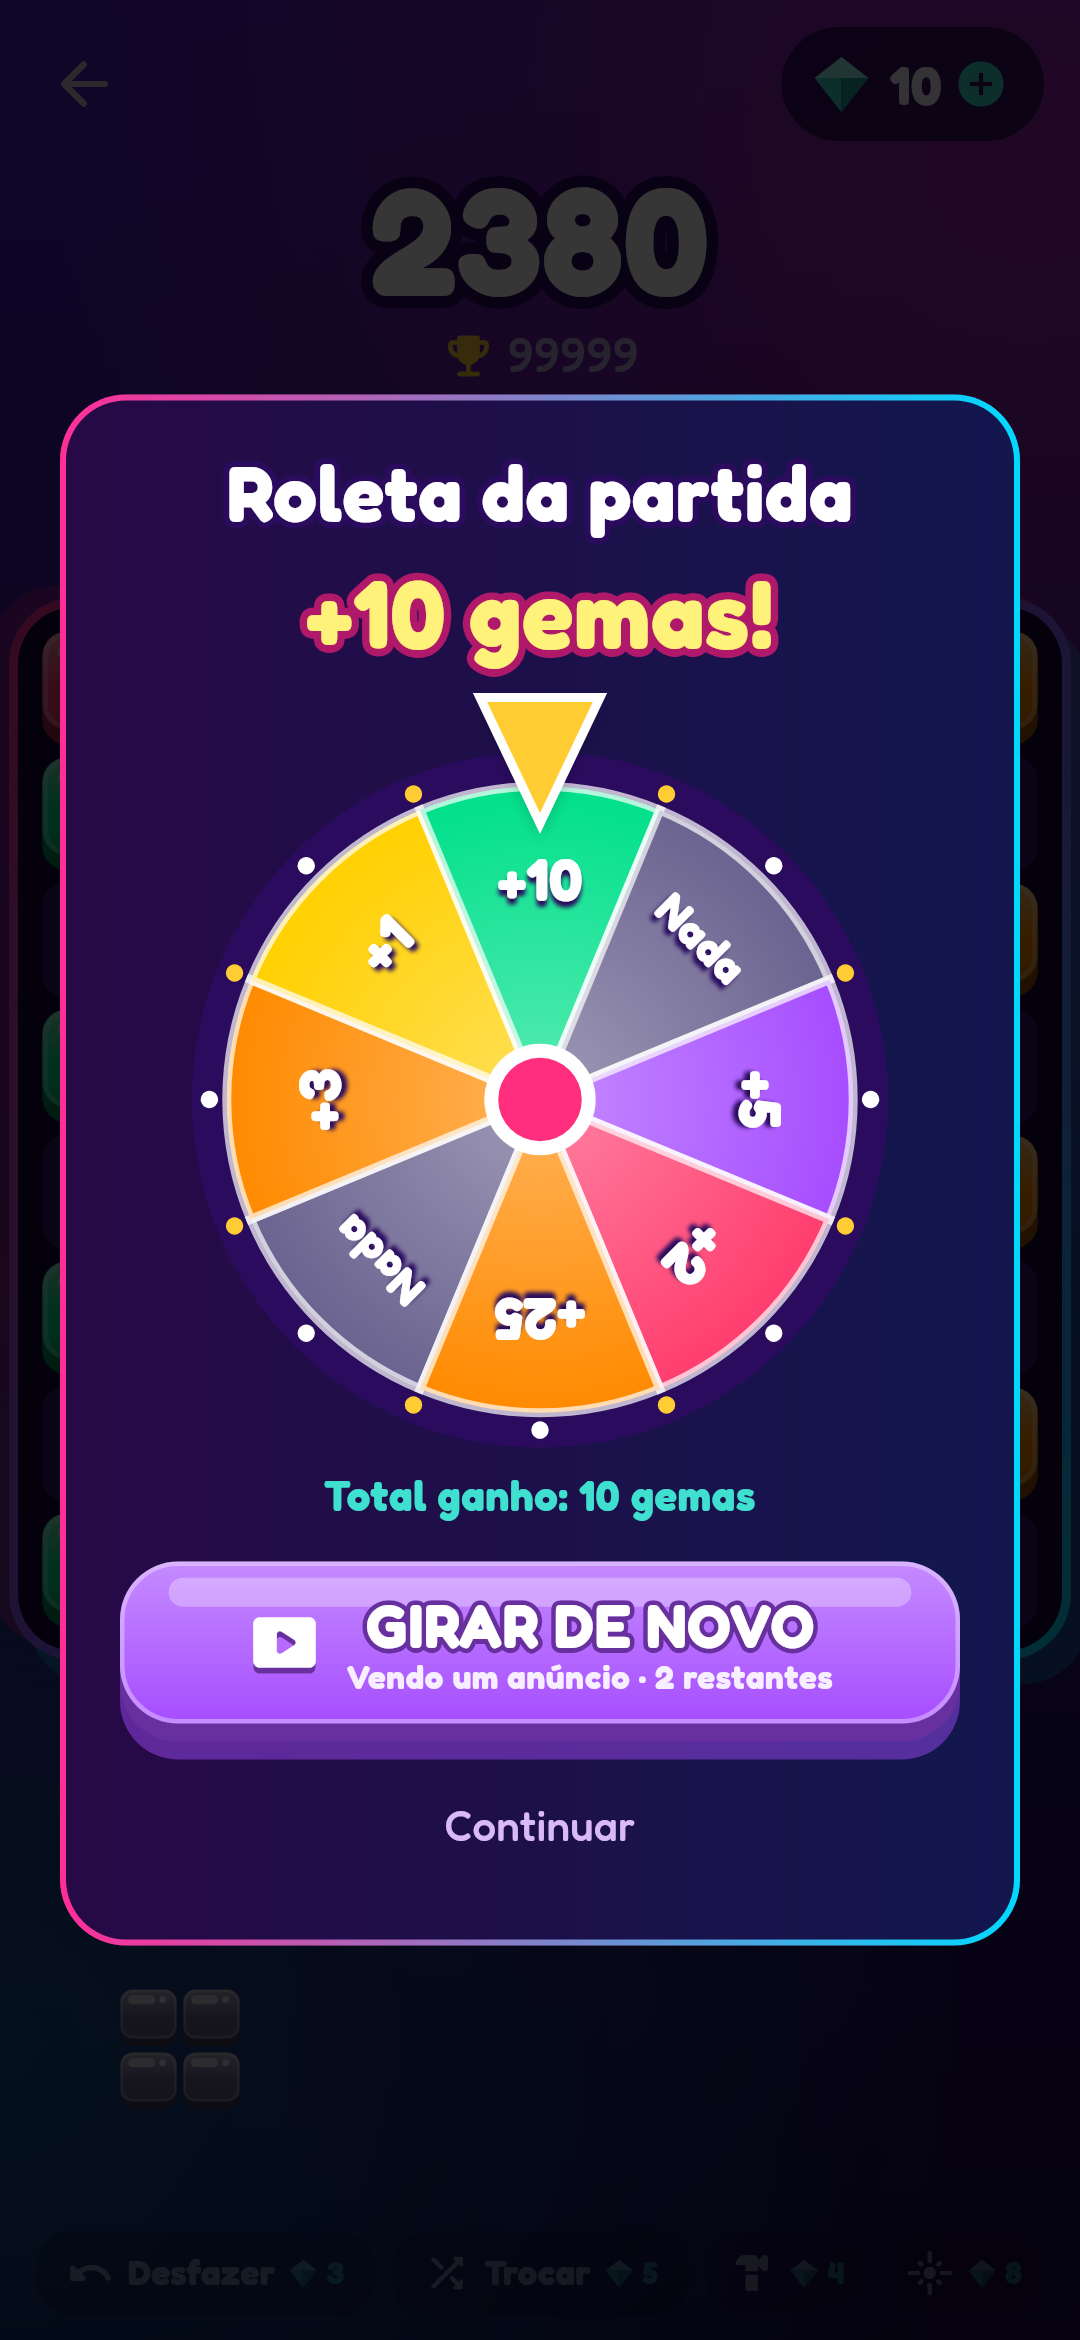 10
2380
99999
Roleta da partida
+10 gemas!
+10
Nada
+5
+2
+25
Nada
+3
+1
Total ganho: 10 gemas
GIRAR DE NOVO
Vendo um anúncio · 2 restantes
Continuar
Desfazer 3
Trocar 5
4
8